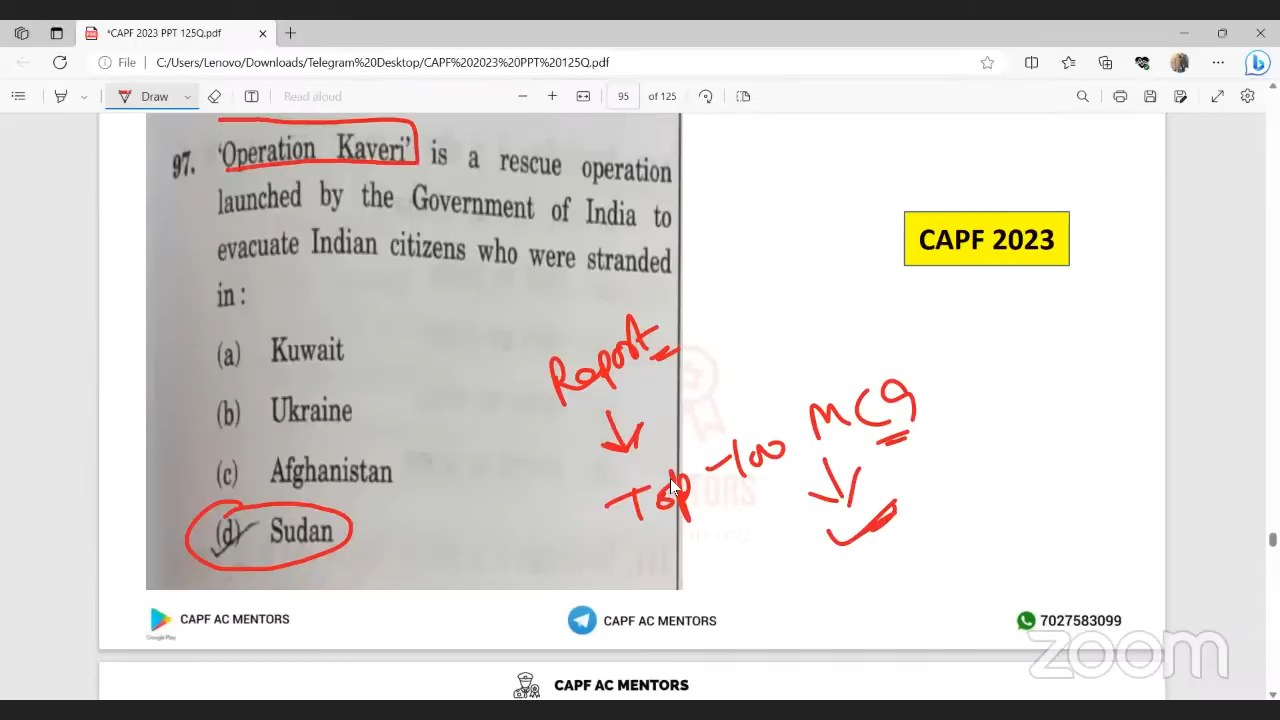 *CAPF 2023 PPT 125Q.pdf
File C:/Users/Lenovo/Downloads/Telegram%20Desktop/CAPF%202023%20PPT%20125Q.pdf
Draw Read aloud 95 of 125
97. 'Operation Kaveri' is a rescue operation
launched by the Government of India to
evacuate Indian citizens who were stranded
in :
(a) Kuwait
(b) Ukraine
(c) Afghanistan
(d) Sudan
CAPF 2023
Report
Top-100 MCQ
Google Play
CAPF AC MENTORS
CAPF AC MENTORS
7027583099
zoom
CAPF AC MENTORS